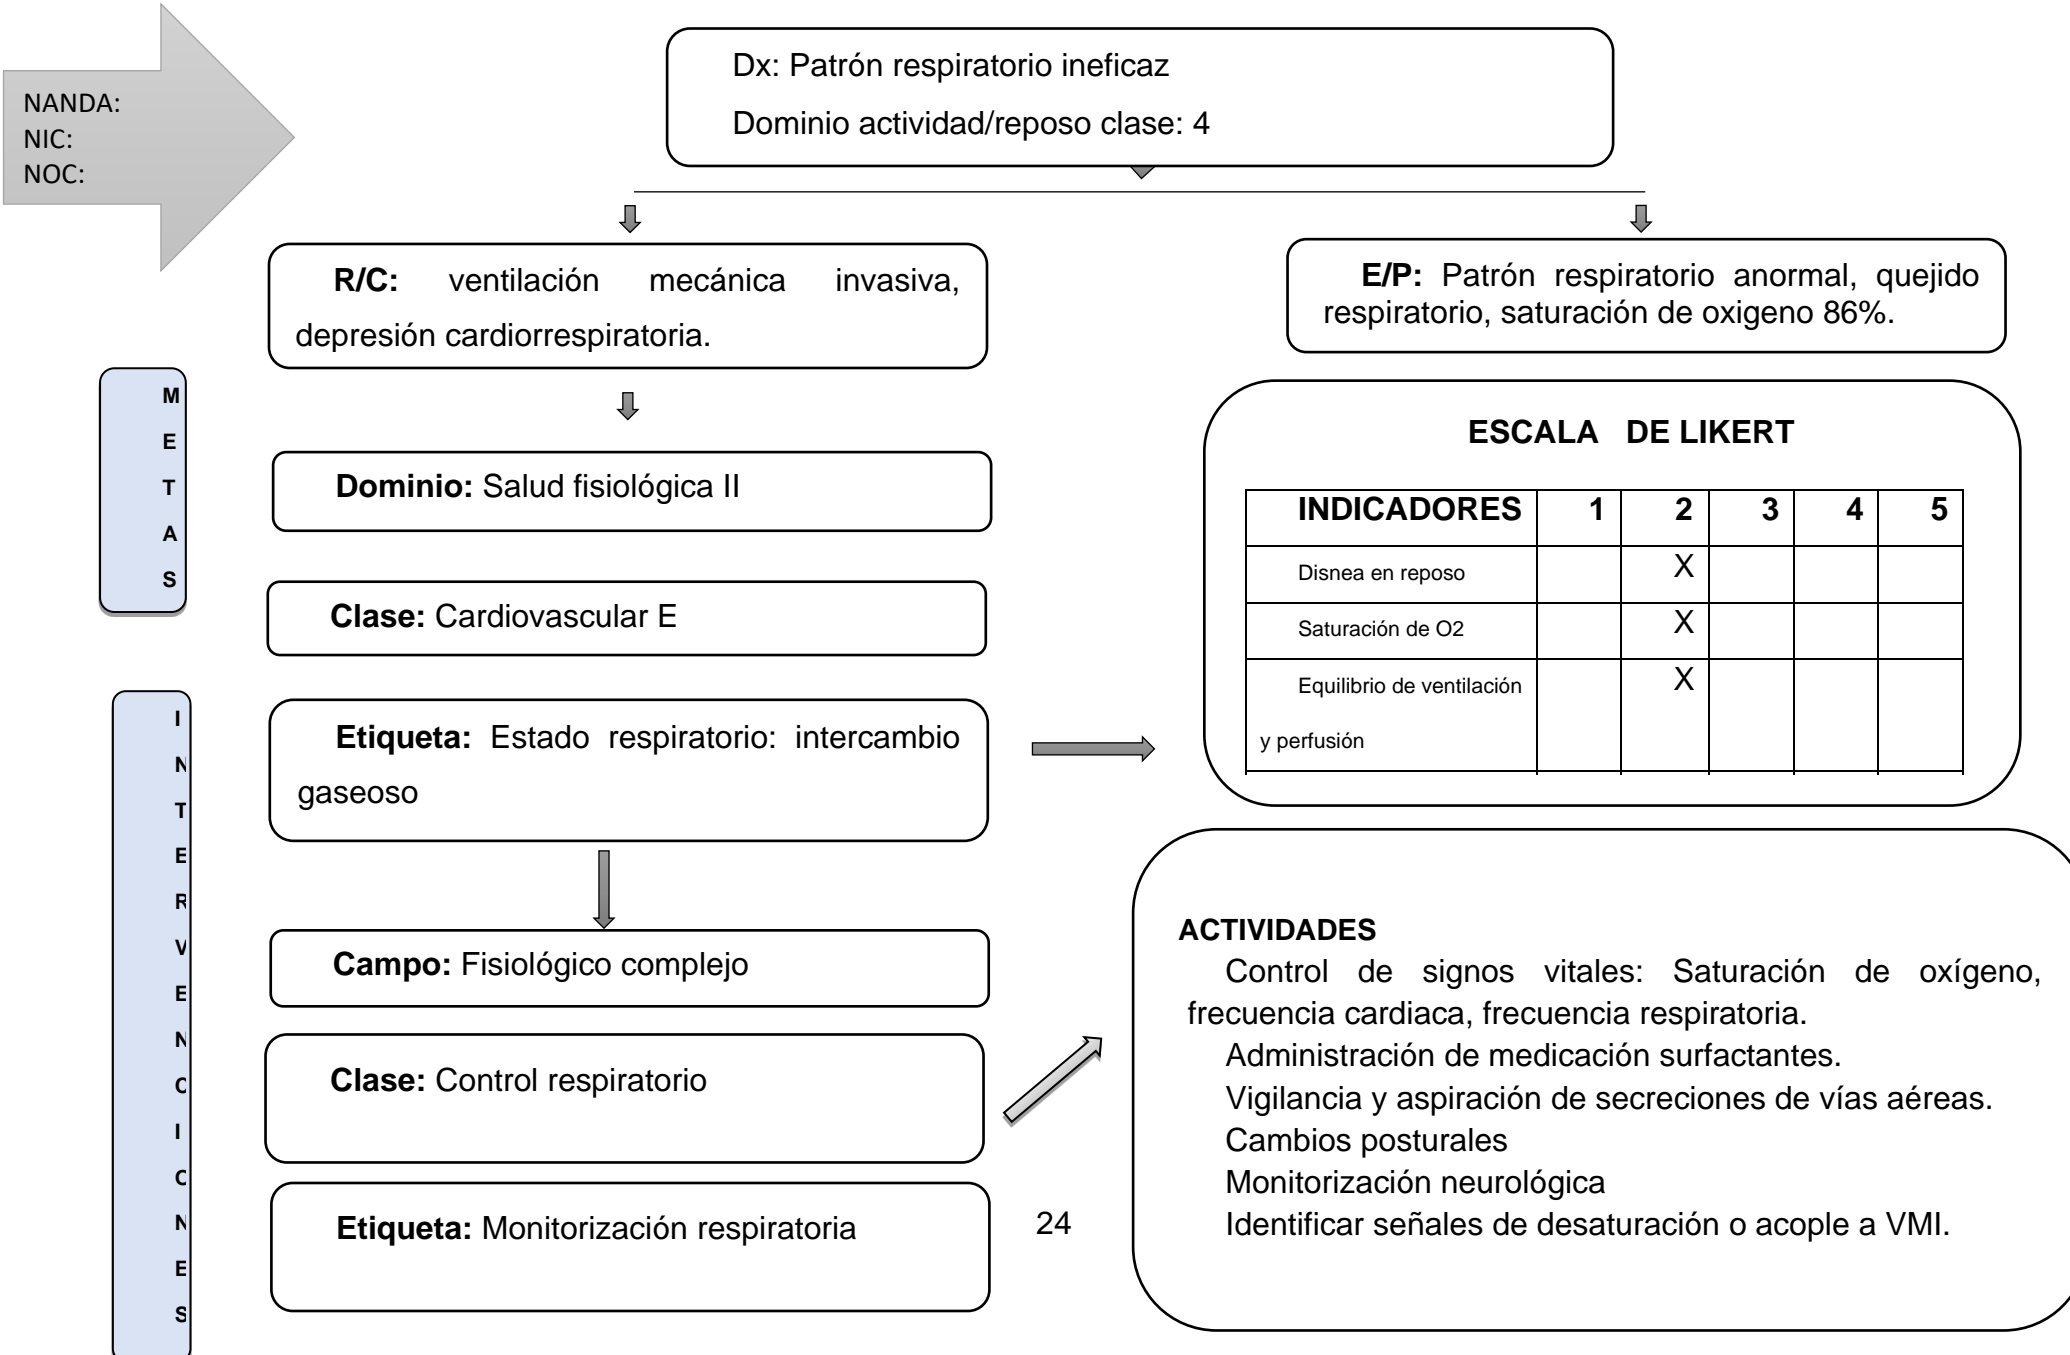 NANDA:
NIC:
NOC:
Dx: Patrón respiratorio ineficaz
Dominio actividad/reposo clase: 4
R/C: ventilación mecánica invasiva,
depresión cardiorrespiratoria.
E/P: Patrón respiratorio anormal, quejido
respiratorio, saturación de oxigeno 86%.
M
E
T
A
S
Dominio: Salud fisiológica II
Clase: Cardiovascular E
Etiqueta: Estado respiratorio: intercambio
gaseoso
ESCALA DE LIKERT
INDICADORES 1 2 3 4 5
Disnea en reposo X
Saturación de O2 X
Equilibrio de ventilación X
y perfusión
I
N
T
E
R
V
E
N
C
I
O
N
E
S
Campo: Fisiológico complejo
Clase: Control respiratorio
Etiqueta: Monitorización respiratoria
ACTIVIDADES
Control de signos vitales: Saturación de oxígeno,
frecuencia cardiaca, frecuencia respiratoria.
Administración de medicación surfactantes.
Vigilancia y aspiración de secreciones de vías aéreas.
Cambios posturales
Monitorización neurológica
Identificar señales de desaturación o acople a VMI.
24